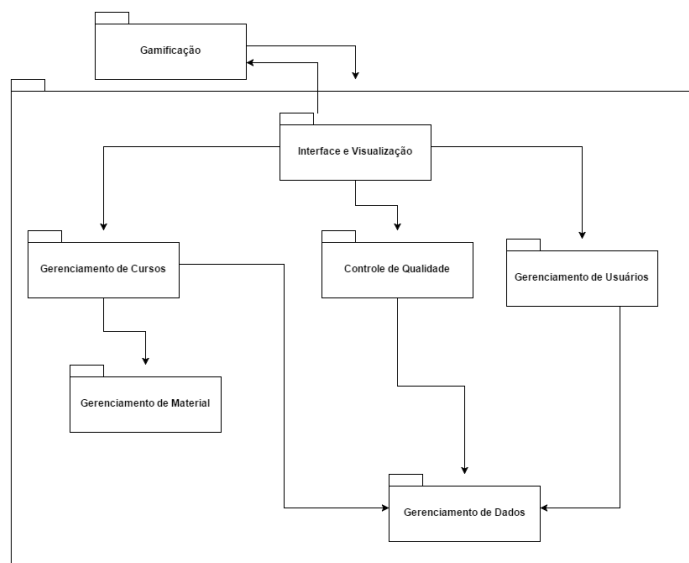 Gamificação
Interface e Visualização
Gerenciamento de Cursos
Controle de Qualidade
Gerenciamento de Usuários
Gerenciamento de Material
Gerenciamento de Dados